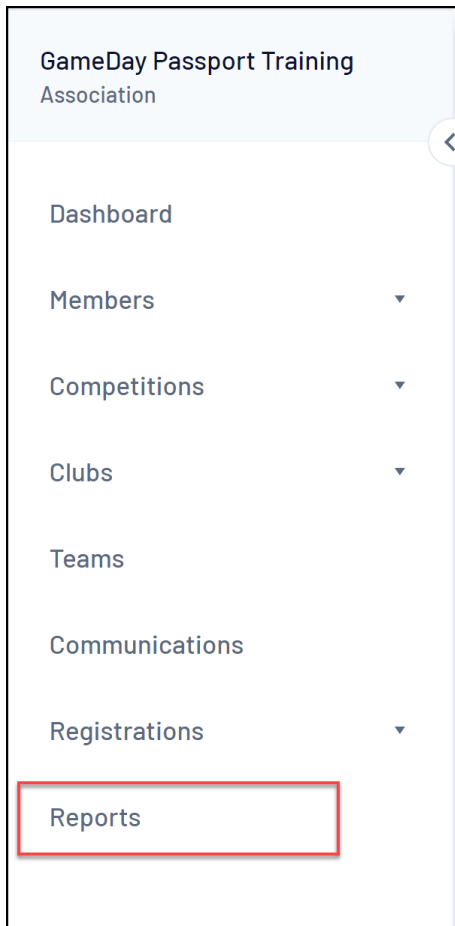 GameDay Passport Training
Association
Dashboard
Members
Competitions
Clubs
Teams
Communications
Registrations
Reports